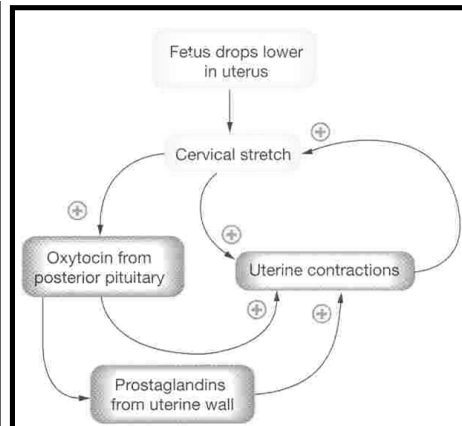 Fetus drops lower
in uterus
Cervical stretch
Oxytocin from
posterior pituitary
Uterine contractions
Prostaglandins
from uterine wall
+
+
+
+
+